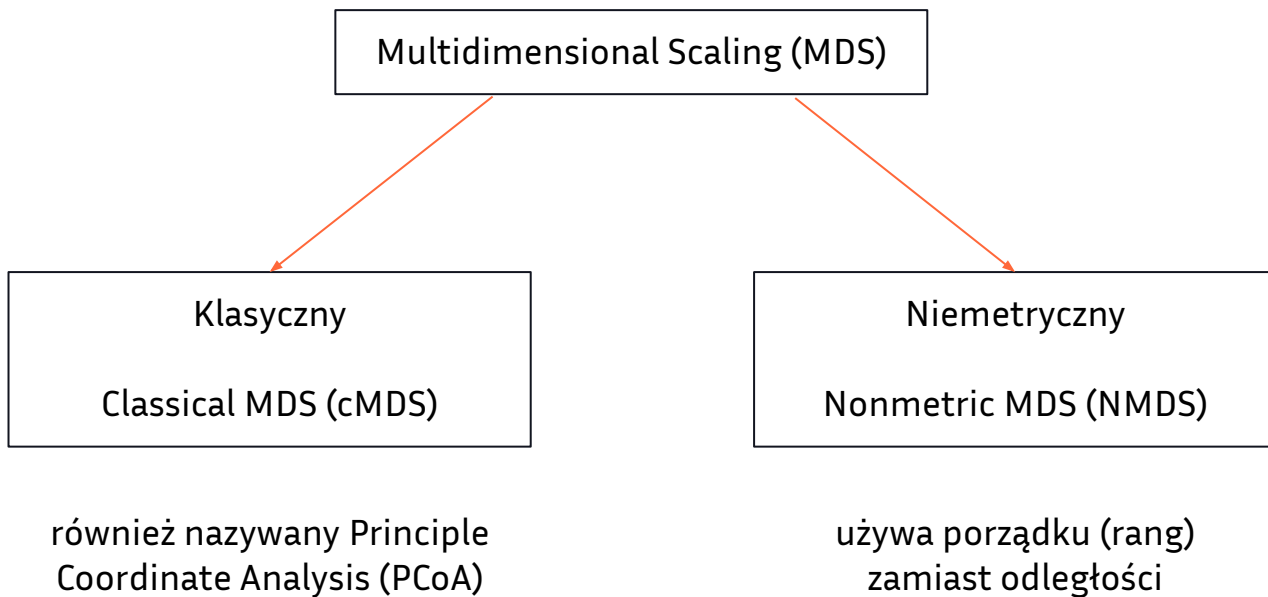 Multidimensional Scaling (MDS)
Klasyczny
Classical MDS (cMDS)
również nazywany Principle
Coordinate Analysis (PCoA)
Niemetryczny
Nonmetric MDS (NMDS)
używa porządku (rang)
zamiast odległości